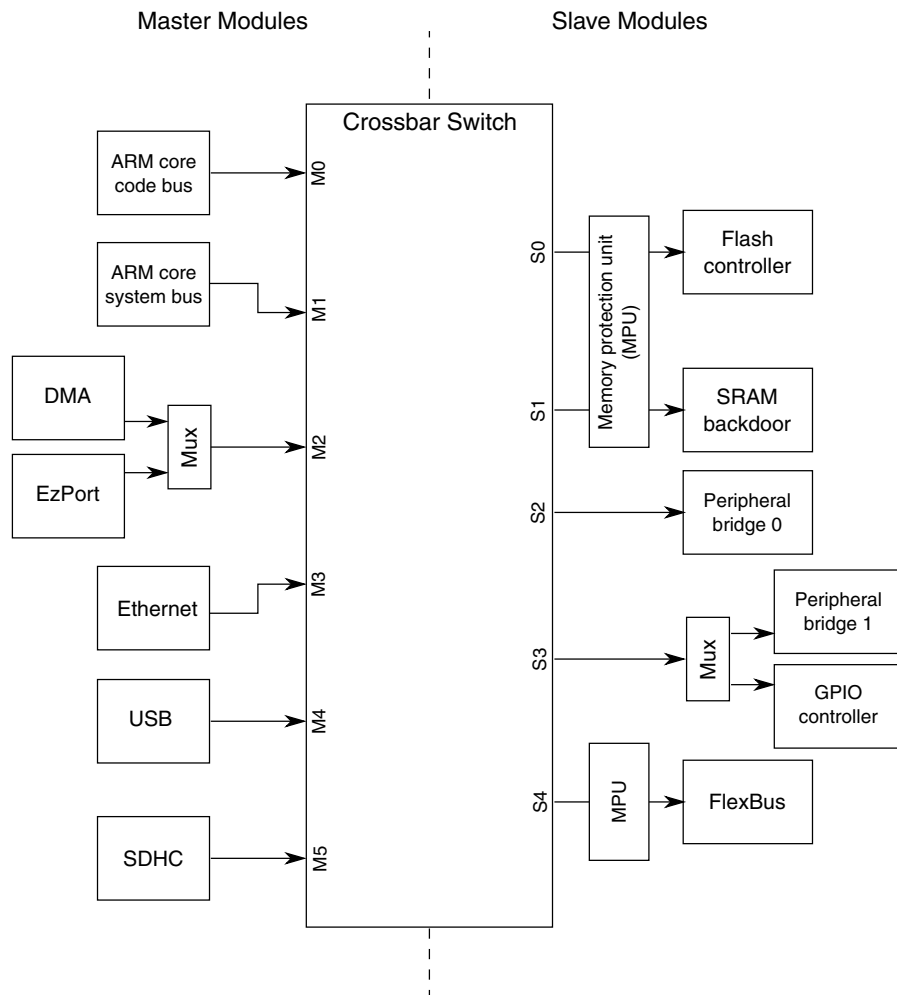 Master Modules
Slave Modules
Crossbar Switch
ARM core
code bus
M0
ARM core
system bus
M1
DMA
EzPort
Mux
M2
Ethernet
M3
USB
M4
SDHC
M5
S0
S1
Memory protection unit
(MPU)
Flash
controller
SRAM
backdoor
S2
Peripheral
bridge 0
S3
Mux
Peripheral
bridge 1
GPIO
controller
S4
MPU
FlexBus